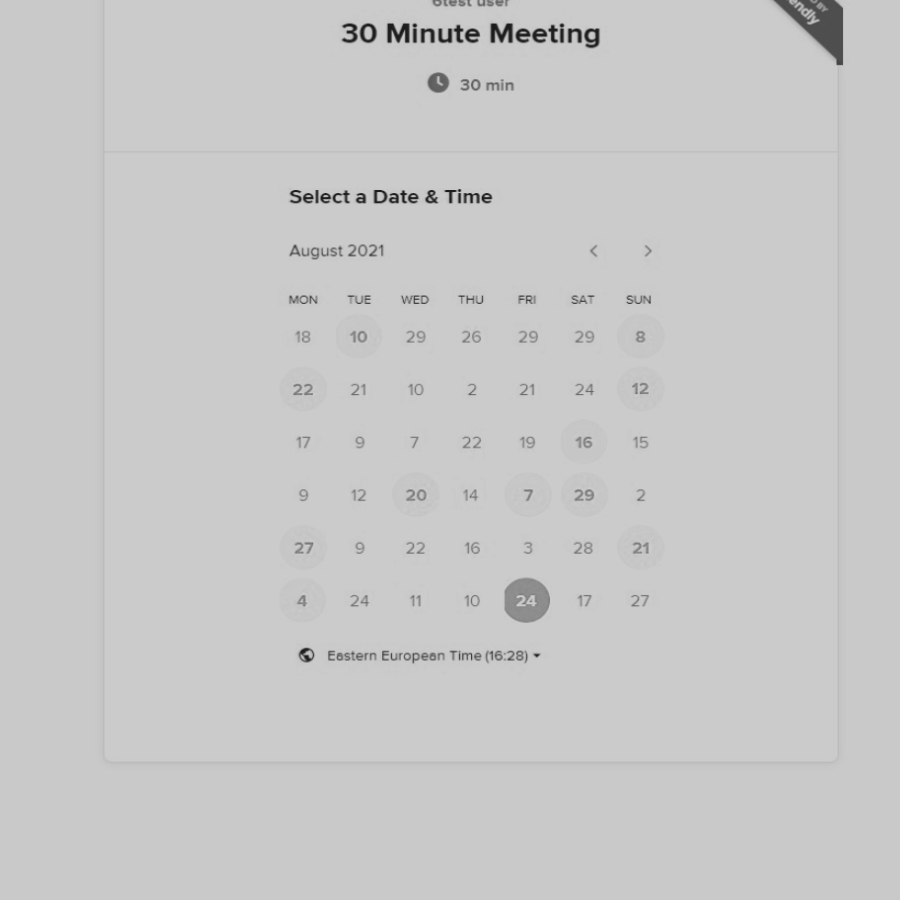 6test user
30 Minute Meeting
30 min
Select a Date & Time
August 2021
MON TUE WED THU FRI SAT SUN
18 10 29 26 29 29 8
22 21 10 2 21 24 12
17 9 7 22 19 16 15
9 12 20 14 7 29 2
27 9 22 16 3 28 21
4 24 11 10 24 17 27
Eastern European Time (16:28)